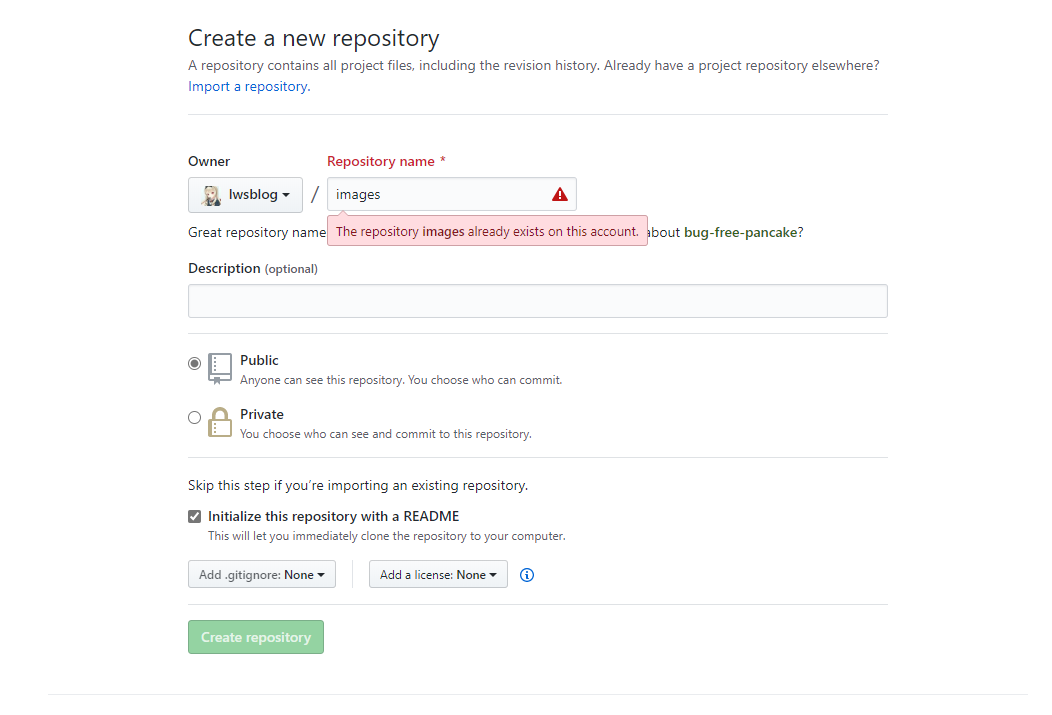 Create a new repository
A repository contains all project files, including the revision history. Already have a project repository elsewhere?
Import a repository.
Owner
Repository name *
lwsblog
/
images
Great repository name
The repository images already exists on this account.
about bug-free-pancake?
Description (optional)
Public
Anyone can see this repository. You choose who can commit.
Private
You choose who can see and commit to this repository.
Skip this step if you’re importing an existing repository.
Initialize this repository with a README
This will let you immediately clone the repository to your computer.
Add .gitignore: None
Add a license: None
Create repository